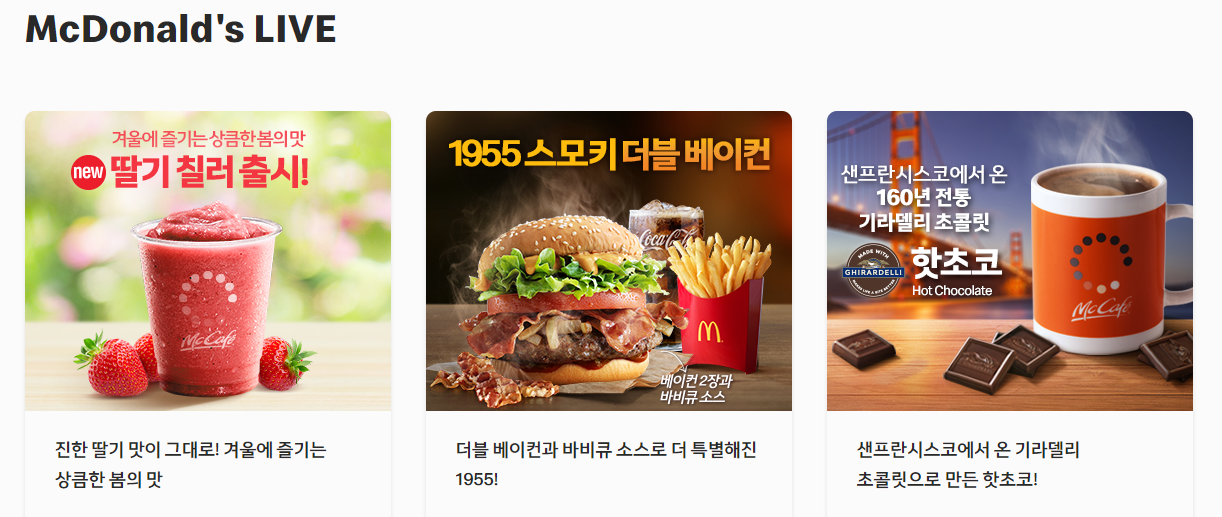 McDonald's LIVE
겨울에 즐기는 상큼한 봄의 맛
new 딸기 칠러 출시!
McCafé
진한 딸기 맛이 그대로! 겨울에 즐기는
상큼한 봄의 맛
1955 스모키 더블 베이컨
Coca-Cola
베이컨 2장과
바비큐 소스
더블 베이컨과 바비큐 소스로 더 특별해진
1955!
샌프란시스코에서 온
160년 전통
기라델리 초콜릿
MADE WITH
GHIRARDELLI
MAKES LIFE A BITE BETTER
핫초코
Hot Chocolate
McCafé
샌프란시스코에서 온 기라델리
초콜릿으로 만든 핫초코!